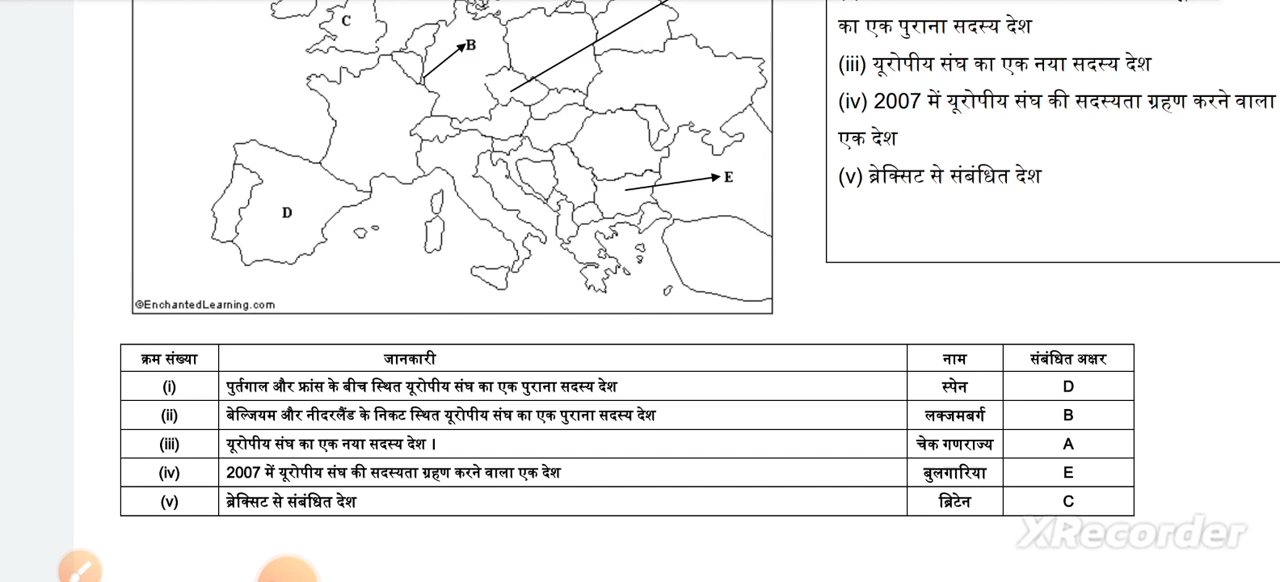 C
B
D
E
©EnchantedLearning.com
का एक पुराना सदस्य देश
(iii) यूरोपीय संघ का एक नया सदस्य देश
(iv) 2007 में यूरोपीय संघ की सदस्यता ग्रहण करने वाला
एक देश
(v) ब्रेक्सिट से संबंधित देश
क्रम संख्या जानकारी नाम संबंधित अक्षर
(i) पुर्तगाल और फ्रांस के बीच स्थित यूरोपीय संघ का एक पुराना सदस्य देश स्पेन D
(ii) बेल्जियम और नीदरलैंड के निकट स्थित यूरोपीय संघ का एक पुराना सदस्य देश लक्जमबर्ग B
(iii) यूरोपीय संघ का एक नया सदस्य देश । चेक गणराज्य A
(iv) 2007 में यूरोपीय संघ की सदस्यता ग्रहण करने वाला एक देश बुलगारिया E
(v) ब्रेक्सिट से संबंधित देश ब्रिटेन C
XRecorder